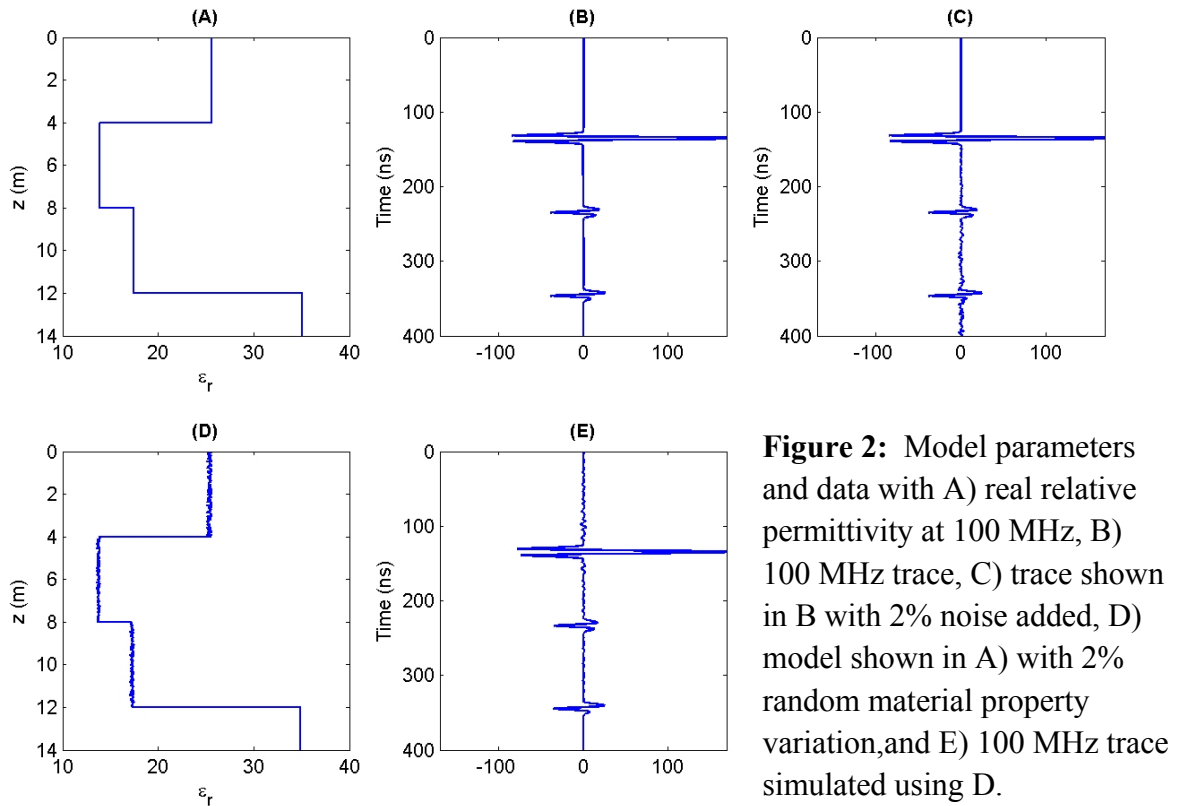 (A)
0
2
4
6
8
10
12
14
z (m)
10 20 30 40
εr
(B)
0
100
200
300
400
Time (ns)
-100 0 100
(C)
0
100
200
300
400
Time (ns)
-100 0 100
(D)
0
2
4
6
8
10
12
14
z (m)
10 20 30 40
εr
(E)
0
100
200
300
400
Time (ns)
-100 0 100
Figure 2: Model parameters
and data with A) real relative
permittivity at 100 MHz, B)
100 MHz trace, C) trace shown
in B with 2% noise added, D)
model shown in A) with 2%
random material property
variation,and E) 100 MHz trace
simulated using D.